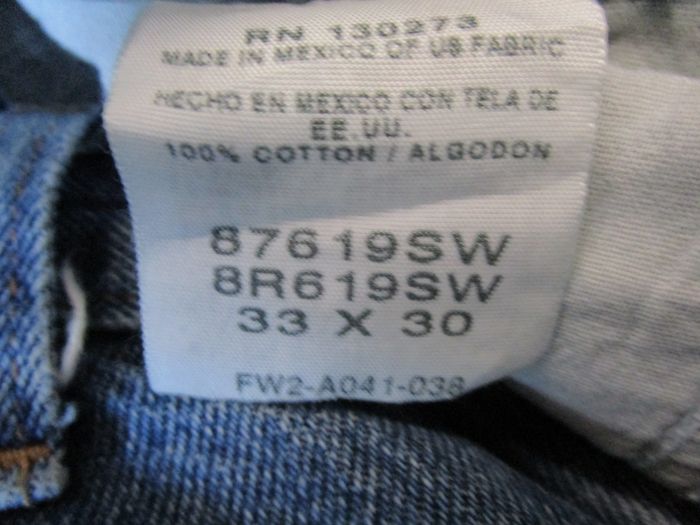 RN 130273
MADE IN MEXICO OF US FABRIC
HECHO EN MEXICO CON TELA DE
EE.UU.
100% COTTON / ALGODON
87619SW
8R619SW
33 X 30
FW2-A041-038